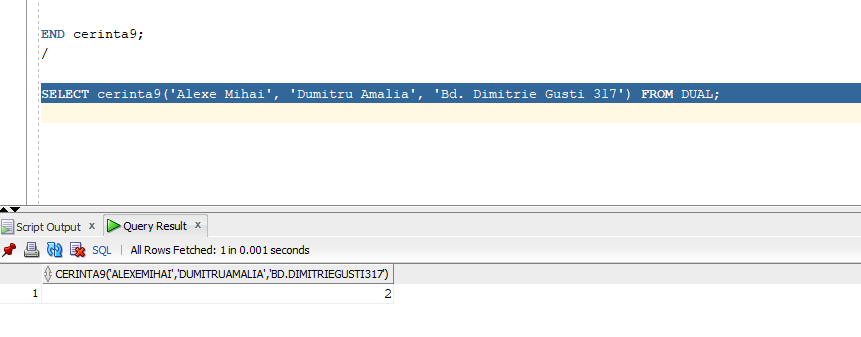 END cerinta9;
/
SELECT cerinta9('Alexe Mihai', 'Dumitru Amalia', 'Bd. Dimitrie Gusti 317') FROM DUAL;
Script Output x Query Result x
SQL | All Rows Fetched: 1 in 0.001 seconds
CERINTA9('ALEXEMIHAI','DUMITRUAMALIA','BD.DIMITRIEGUSTI317')
1 2